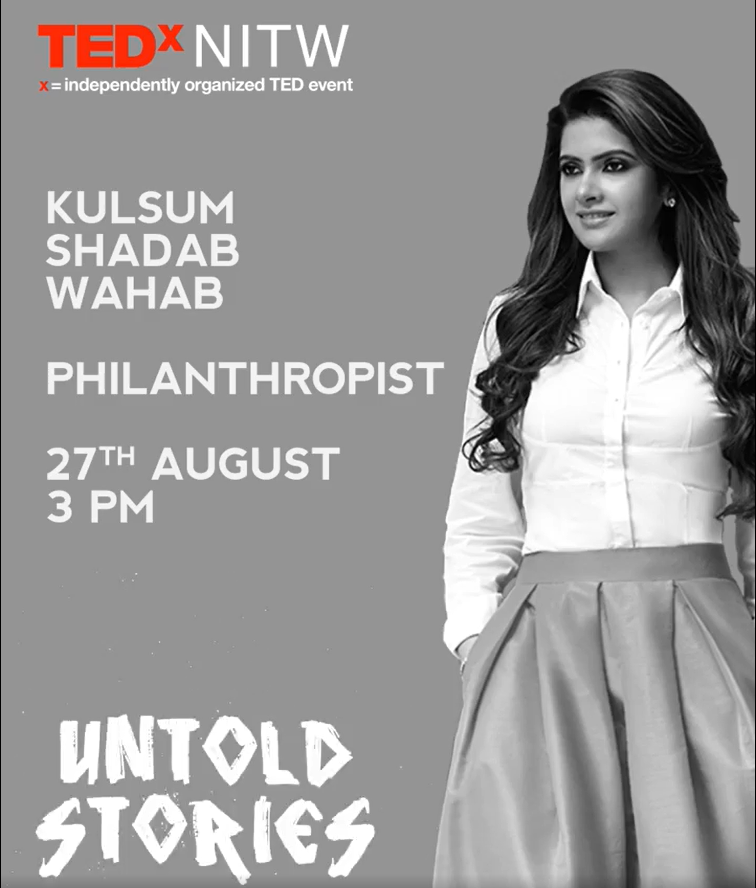 TEDx NITW
x = independently organized TED event
KULSUM
SHADAB
WAHAB
PHILANTHROPIST
27TH AUGUST
3 PM
UNTOLD
STORIES